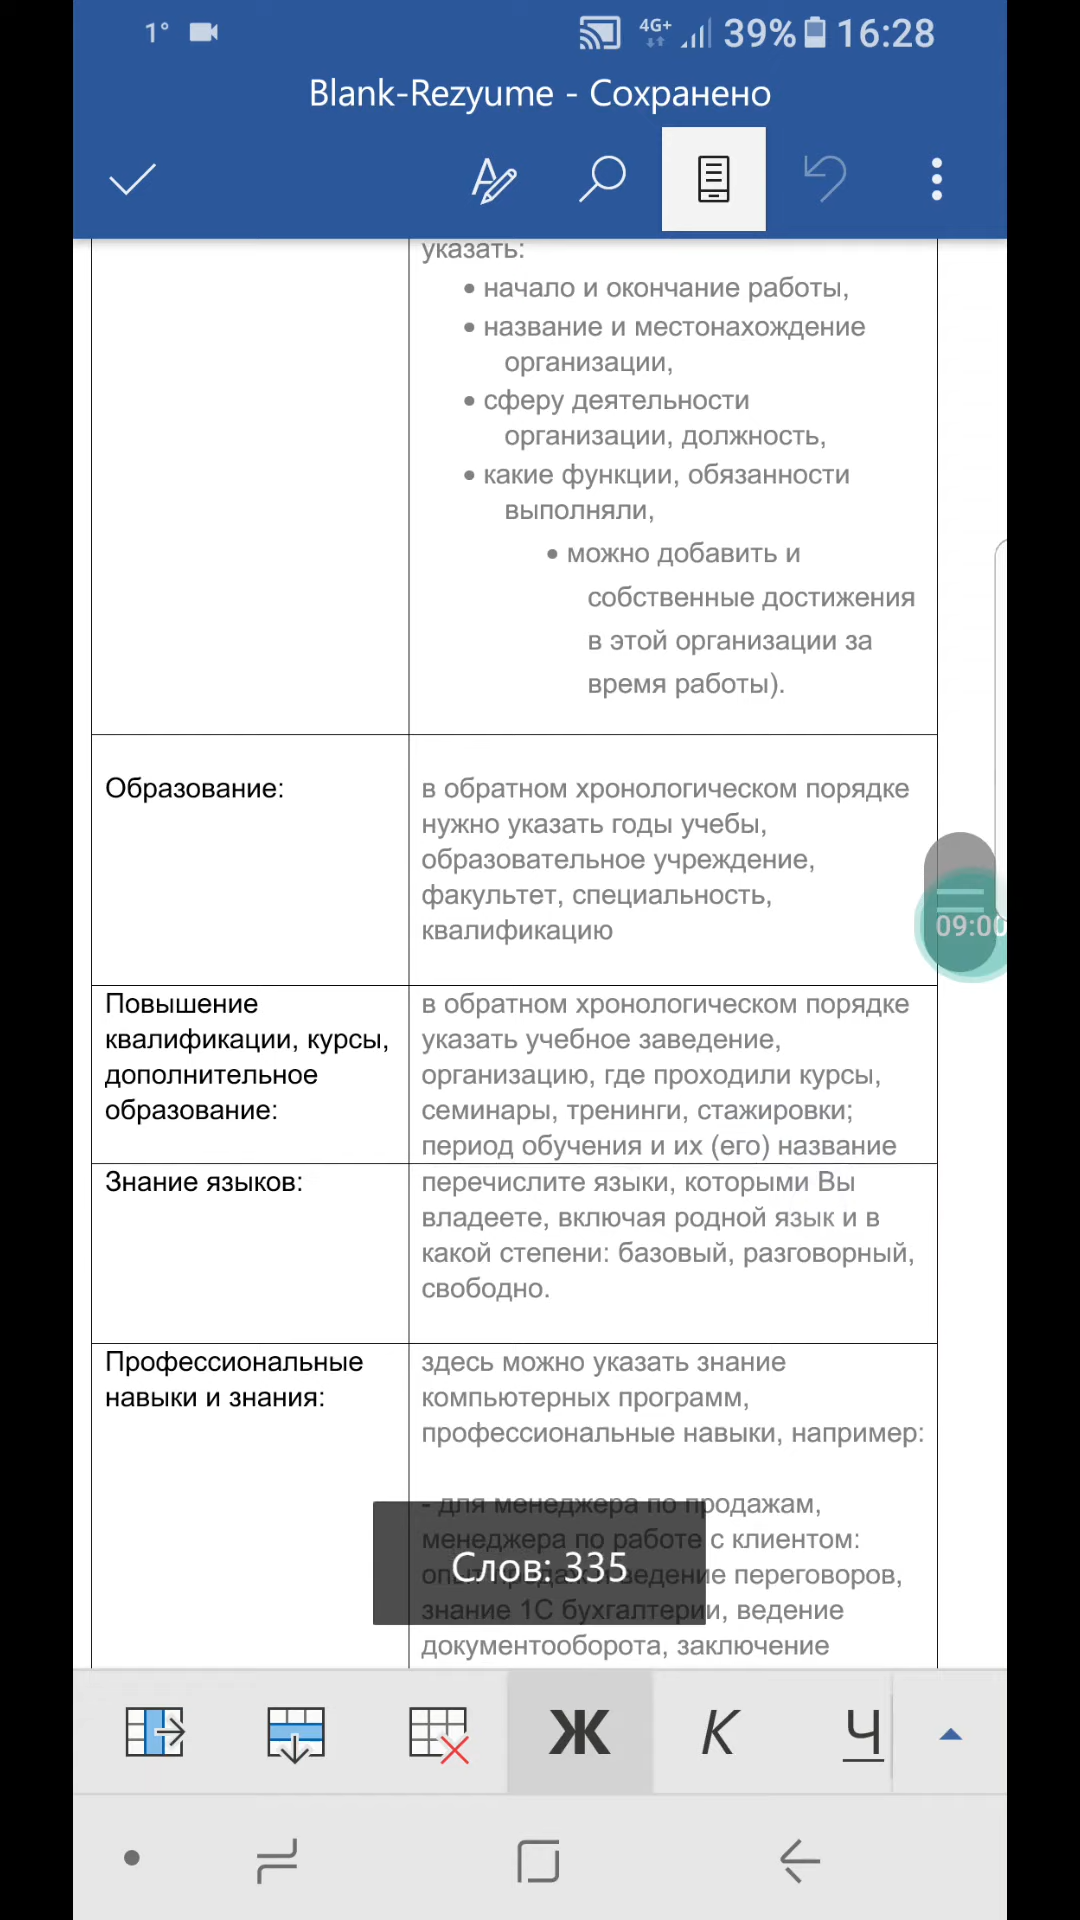 1°
4G+ 39% 16:28
Blank-Rezyume - Сохранено
указать:
• начало и окончание работы,
• название и местонахождение
организации,
• сферу деятельности
организации, должность,
• какие функции, обязанности
выполняли,
• можно добавить и
собственные достижения
в этой организации за
время работы).
Образование:
в обратном хронологическом порядке
нужно указать годы учебы,
образовательное учреждение,
факультет, специальность,
квалификацию
09:00
Повышение
квалификации, курсы,
дополнительное
образование:
в обратном хронологическом порядке
указать учебное заведение,
организацию, где проходили курсы,
семинары, тренинги, стажировки;
период обучения и их (его) название
Знание языков:
перечислите языки, которыми Вы
владеете, включая родной язык и в
какой степени: базовый, разговорный,
свободно.
Профессиональные
навыки и знания:
здесь можно указать знание
компьютерных программ,
профессиональные навыки, например:
- для менеджера по продажам,
менеджера по работе с клиентом:
опыт продаж и ведение переговоров,
знание 1С бухгалтерии, ведение
документооборота, заключение
Слов: 335
Ж К Ч